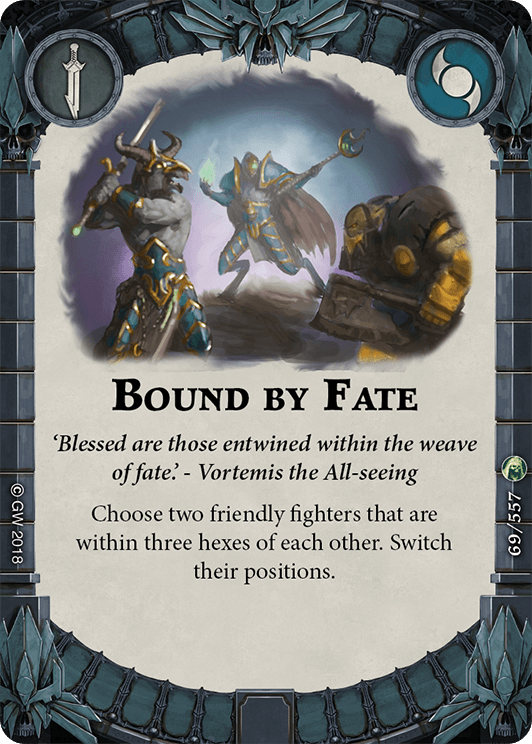 BOUND BY FATE
‘Blessed are those entwined within the weave
of fate.’ - Vortemis the All-seeing
Choose two friendly fighters that are
within three hexes of each other. Switch
their positions.
© GW 2018
69/557